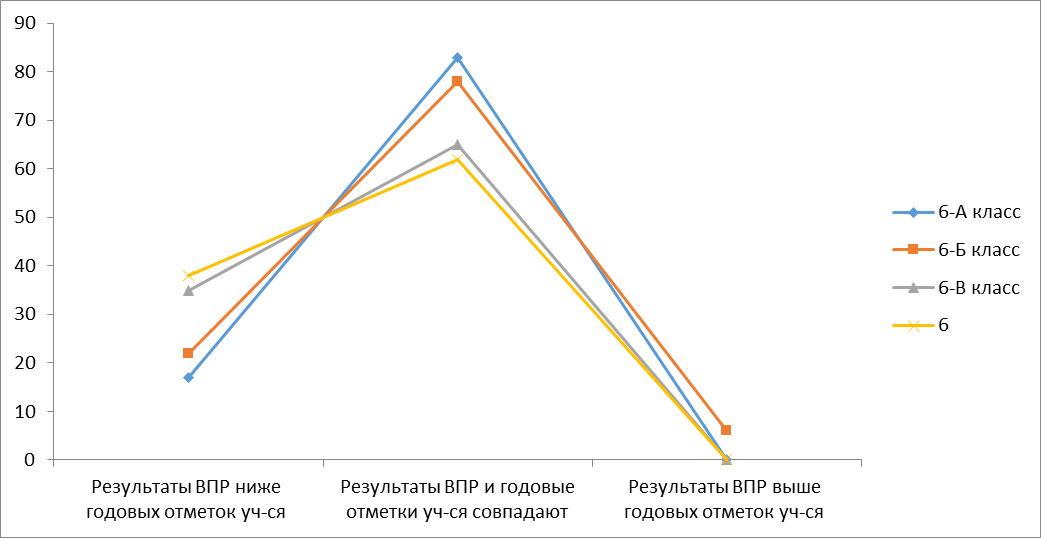 90
80
70
60
50
40
30
20
10
0
Результаты ВПР ниже
годовых отметок уч-ся
Результаты ВПР и годовые
отметки уч-ся совпадают
Результаты ВПР выше
годовых отметок уч-ся
6-А класс
6-Б класс
6-В класс
6